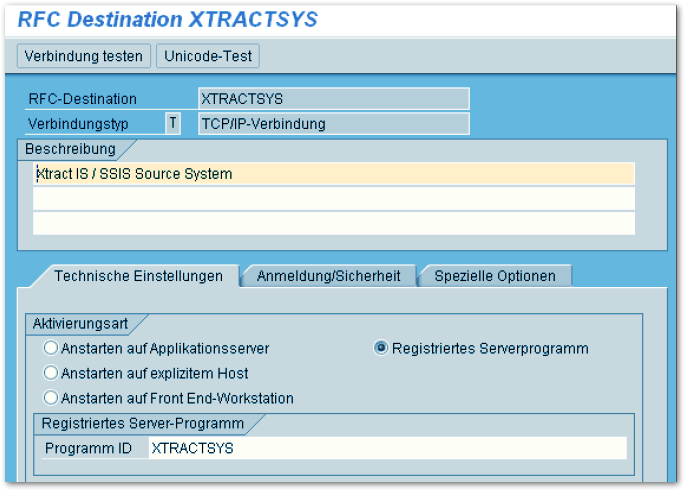 RFC Destination XTRACTSYS
Verbindung testen Unicode-Test
RFC-Destination XTRACTSYS
Verbindungstyp T TCP/IP-Verbindung
Beschreibung
Xtract IS / SSIS Source System
Technische Einstellungen Anmeldung/Sicherheit Spezielle Optionen
Aktivierungsart
Anstarten auf Applikationsserver Registriertes Serverprogramm
Anstarten auf explizitem Host
Anstarten auf Front End-Workstation
Registriertes Server-Programm
Programm ID XTRACTSYS